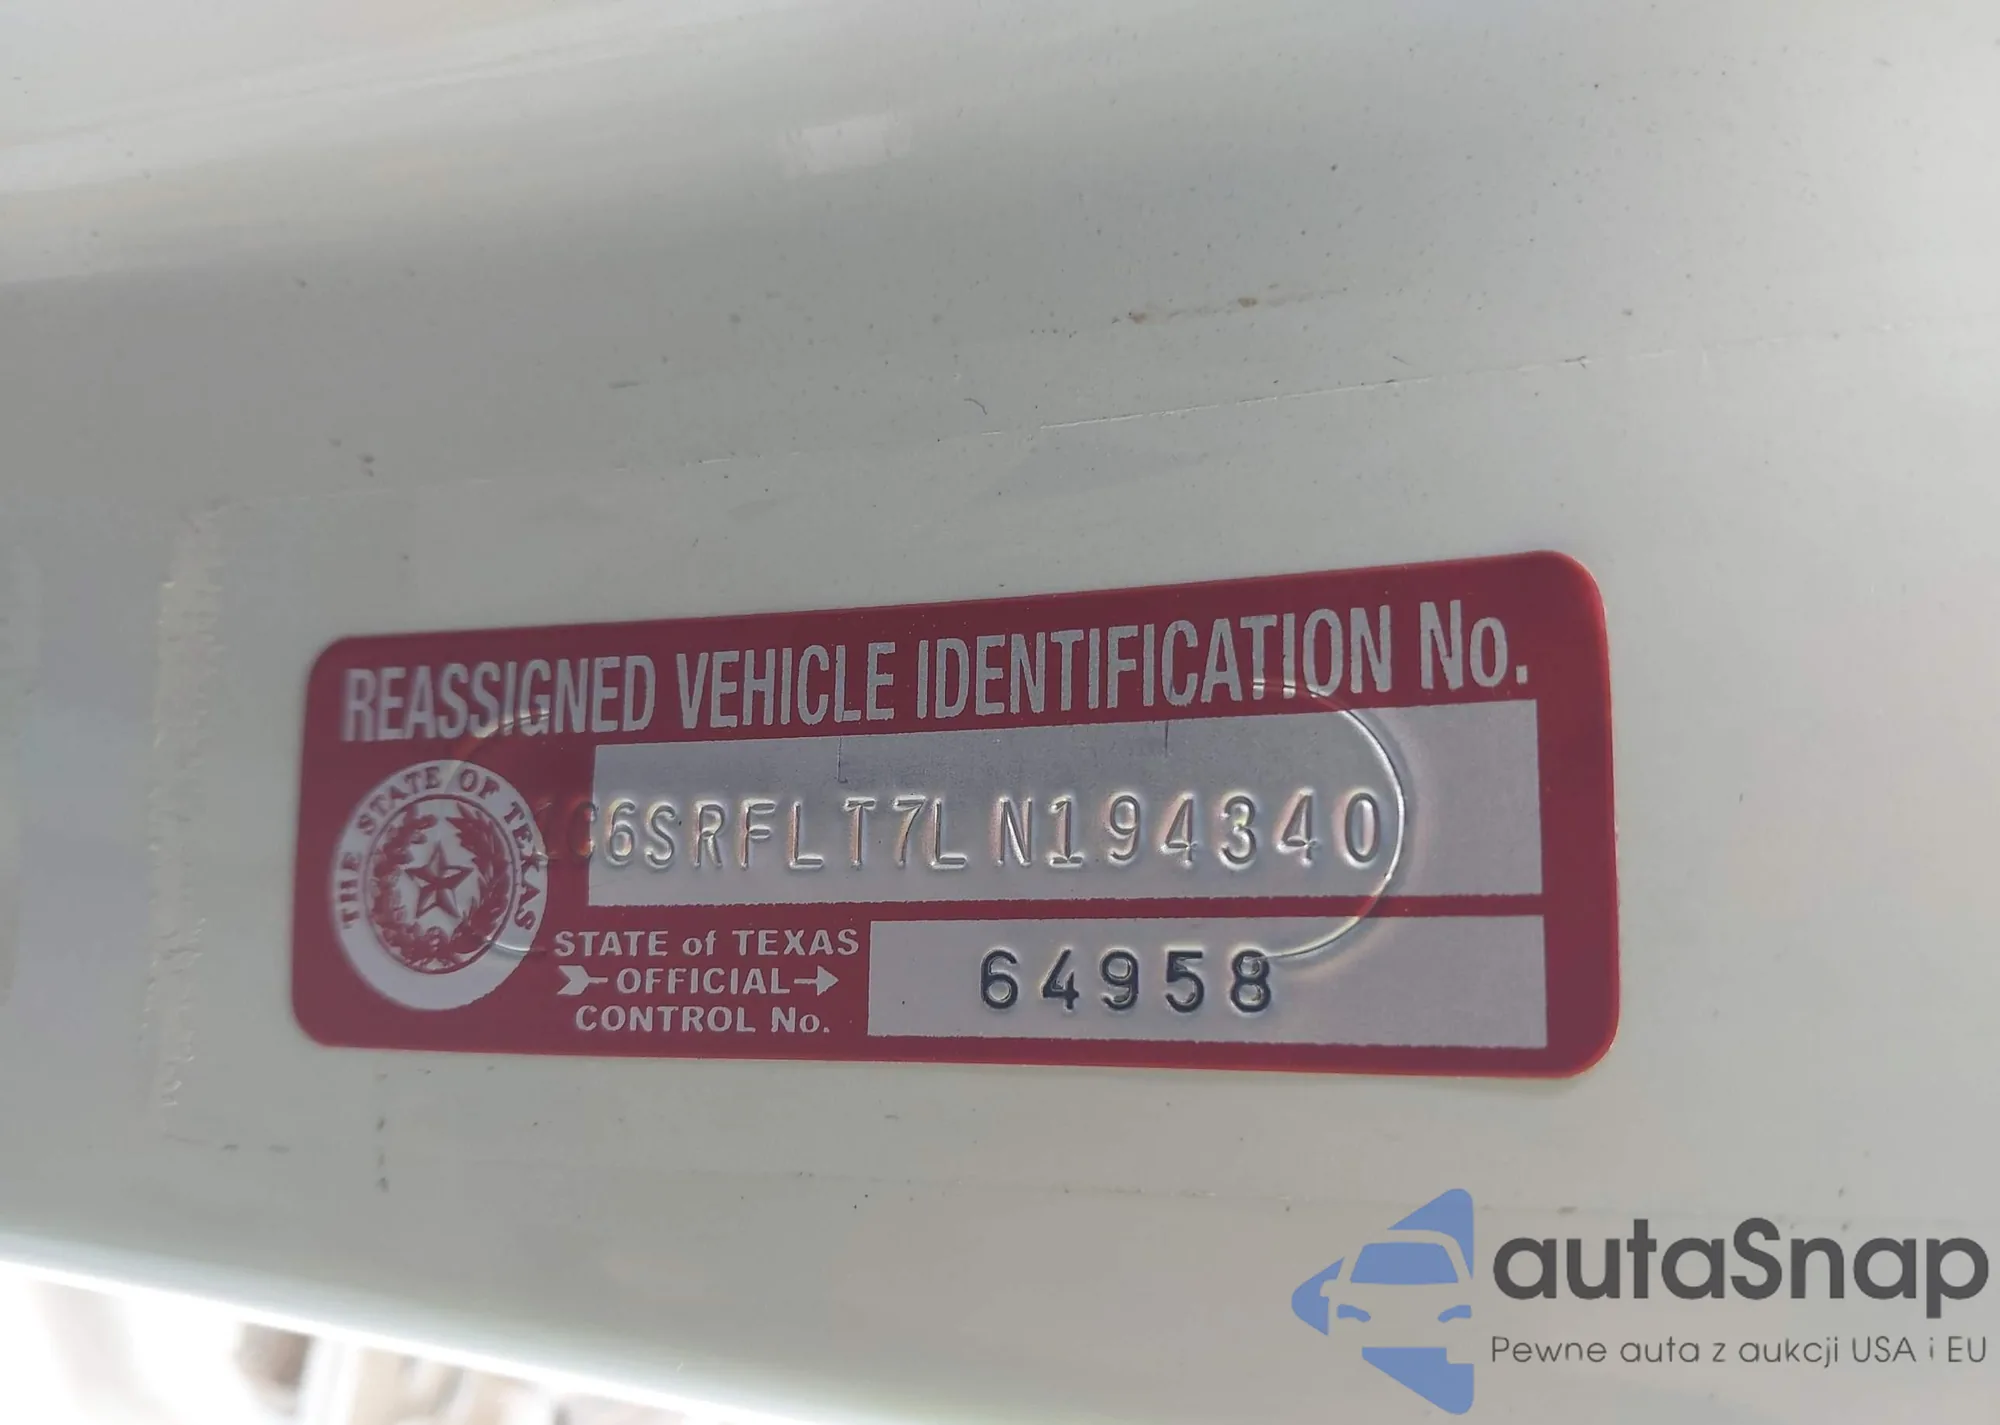 REASSIGNED VEHICLE IDENTIFICATION No.
THE STATE OF TEXAS
1C6SRFLT7LN194340
STATE of TEXAS
OFFICIAL
CONTROL No.
64958
autaSnap
Pewne auta z aukcji USA i EU